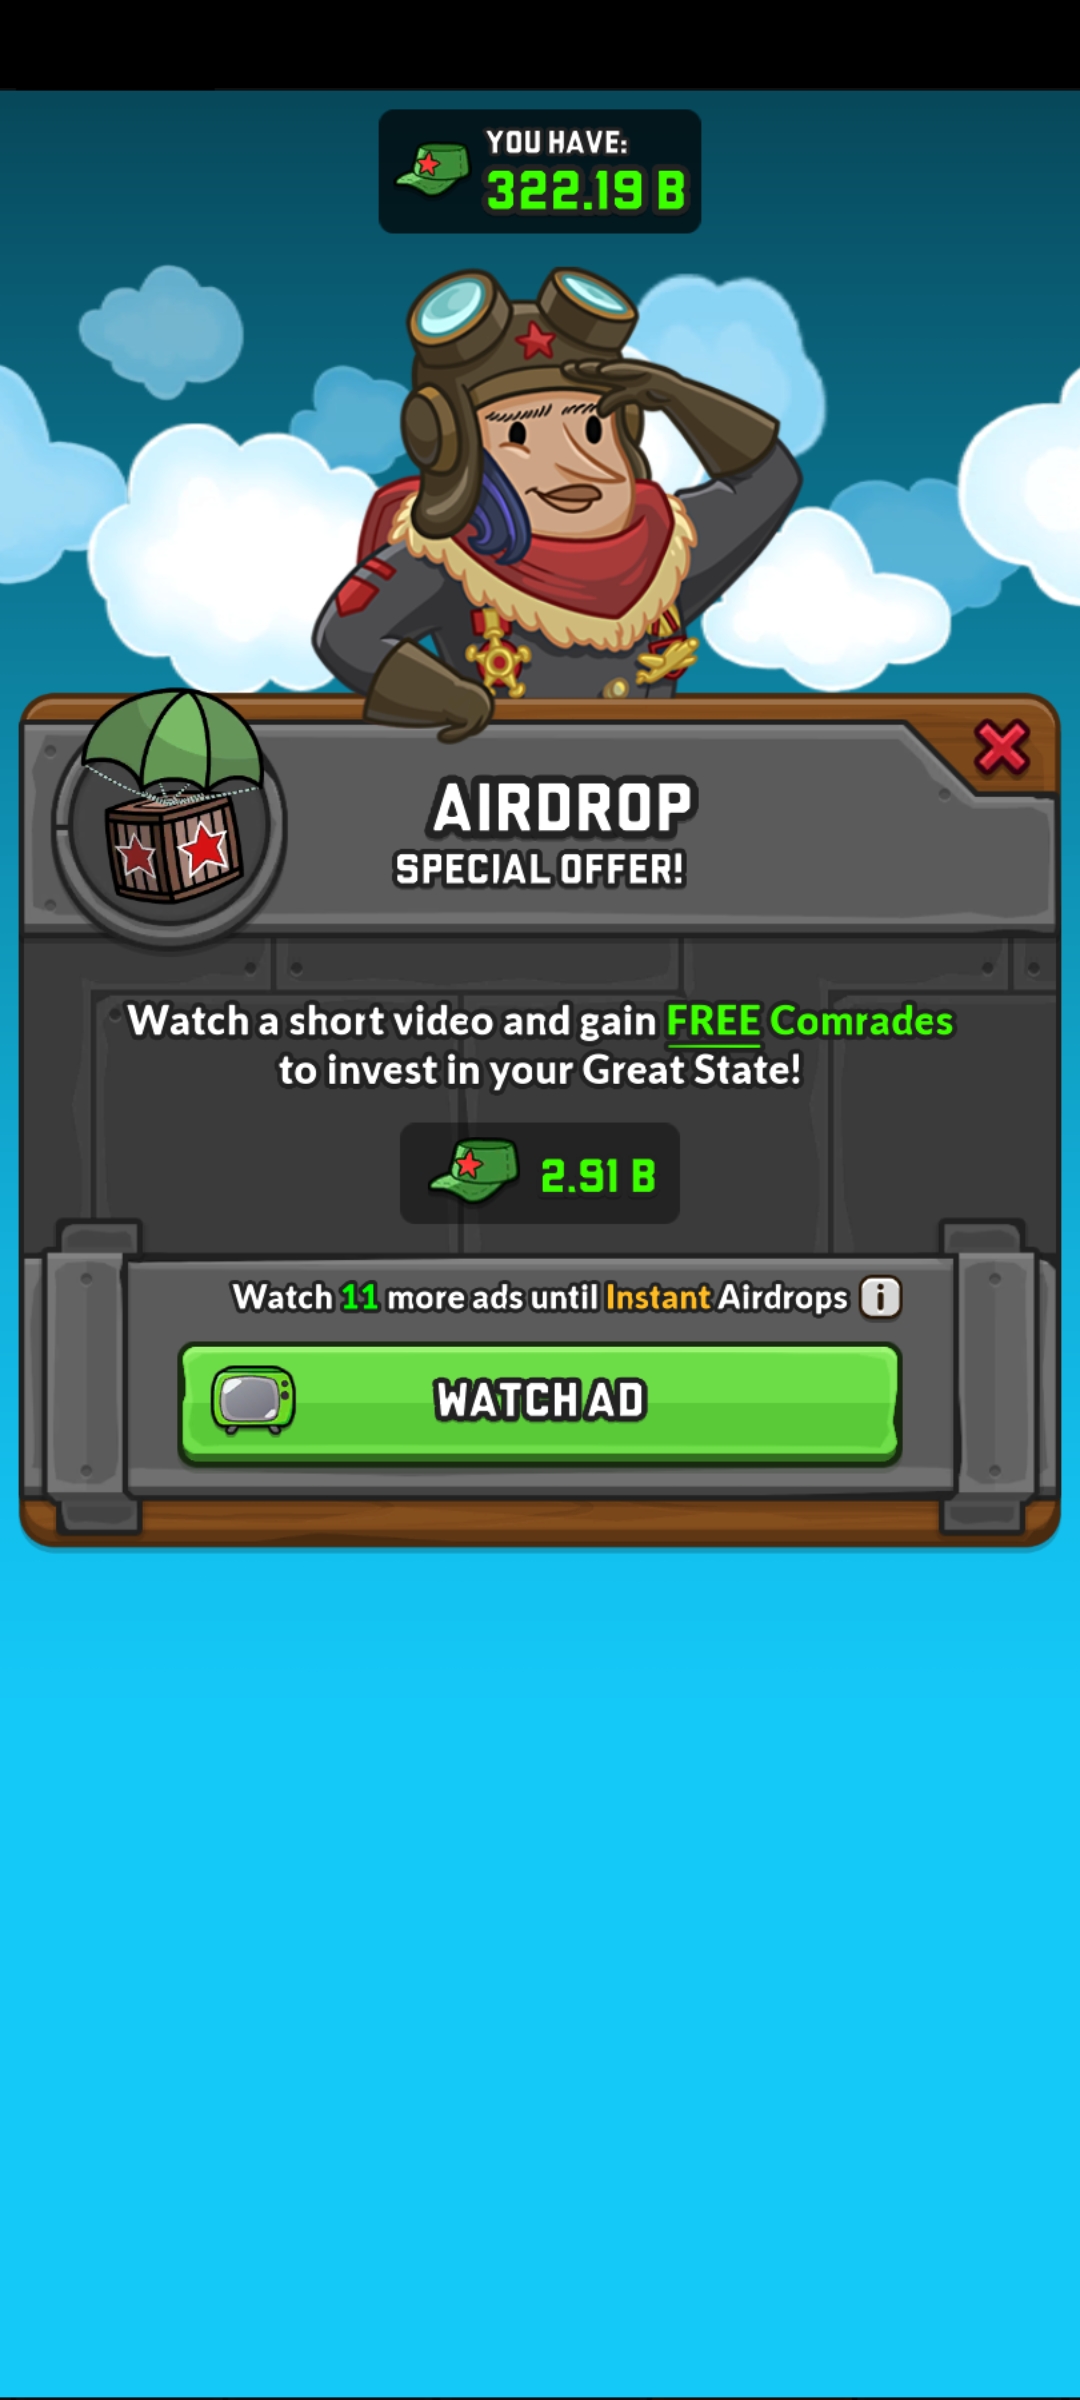 YOU HAVE:
322.19 B
AIRDROP
SPECIAL OFFER!
Watch a short video and gain FREE Comrades
to invest in your Great State!
2.91 B
Watch 11 more ads until Instant Airdrops i
WATCH AD